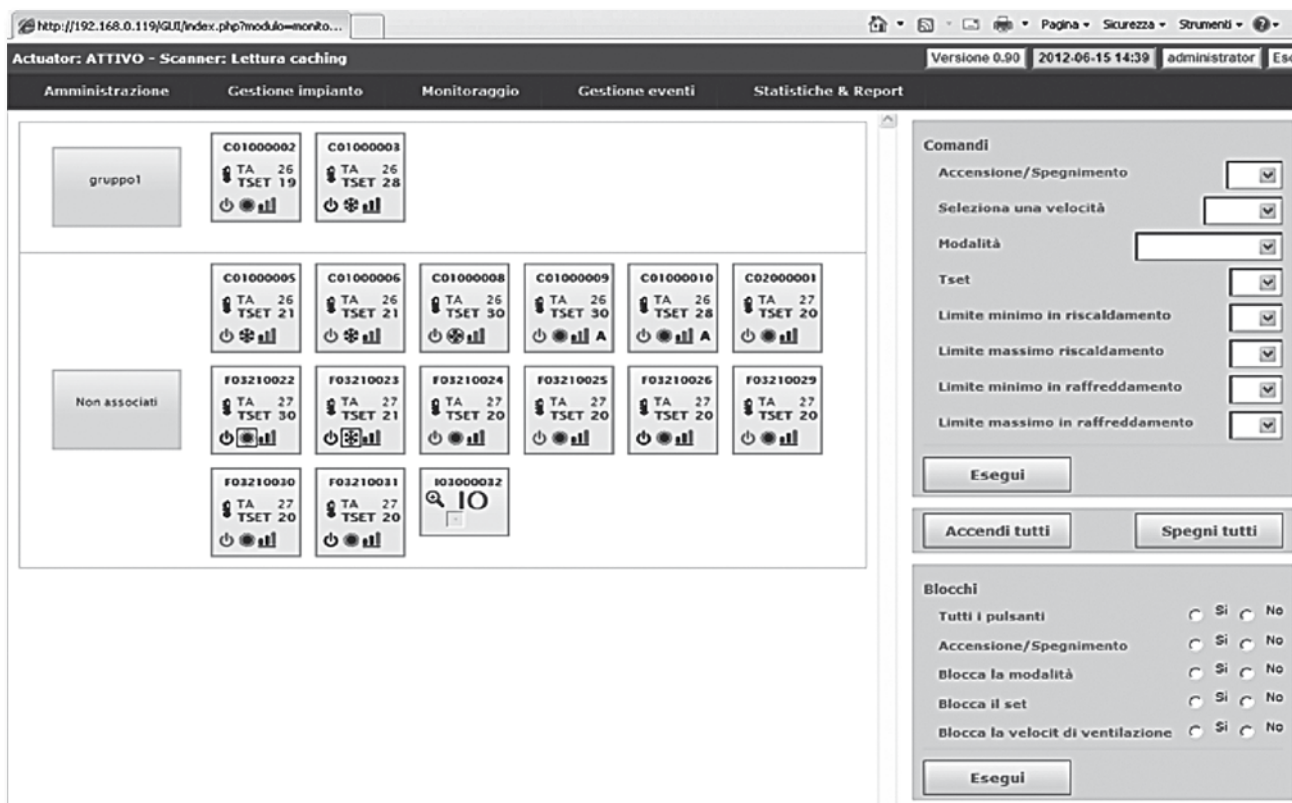 http://192.168.0.119/GUI/index.php?modulo=monito...
Pagina Sicurezza Strumenti
Actuator: ATTIVO - Scanner: Lettura caching
Versione 0.90 2012-06-15 14:39 administrator Esc
Amministrazione Gestione impianto Monitoraggio Gestione eventi Statistiche & Report
gruppo1
C01000002 C01000003
TA 26 TA 26
TSET 19 TSET 28
C01000005 C01000006 C01000008 C01000009 C01000010 C02000001
TA 26 TA 26 TA 26 TA 26 TA 26 TA 27
TSET 21 TSET 21 TSET 30 TSET 30 TSET 28 TSET 20
A A
Non associati
F03210022 F03210023 F03210024 F03210025 F03210026 F03210029
TA 27 TA 27 TA 27 TA 27 TA 27 TA 27
TSET 30 TSET 21 TSET 20 TSET 20 TSET 20 TSET 20
F03210030 F03210031 I03000032
TA 27 TA 27 IO
TSET 20 TSET 20
Comandi
Accensione/Spegnimento
Seleziona una velocità
Modalità
Tset
Limite minimo in riscaldamento
Limite massimo riscaldamento
Limite minimo in raffreddamento
Limite massimo in raffreddamento
Esegui
Accendi tutti Spegni tutti
Blocchi
Tutti i pulsanti Si No
Accensione/Spegnimento Si No
Blocca la modalità Si No
Blocca il set Si No
Blocca la velocit di ventilazione Si No
Esegui